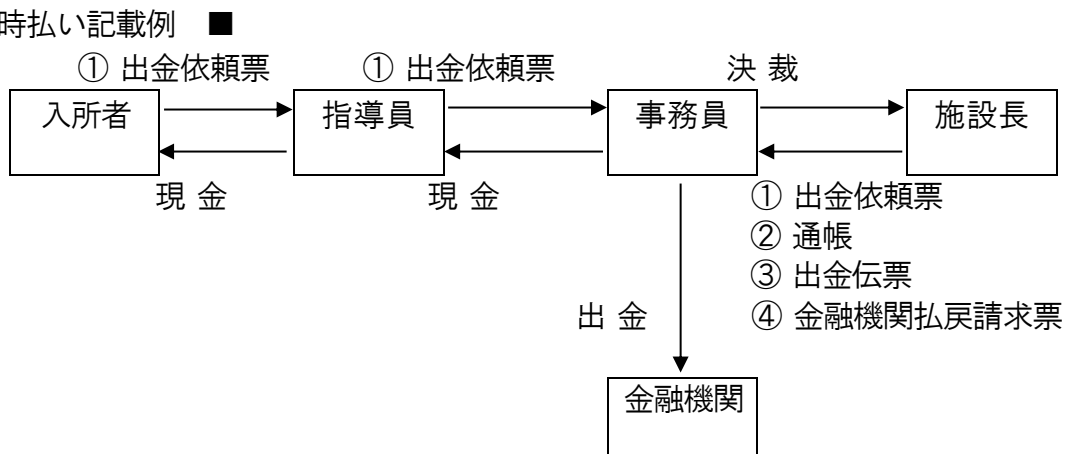 時払い記載例 ■
① 出金依頼票 ① 出金依頼票 決 裁
入所者 指導員 事務員 施設長
現 金 現 金 ① 出金依頼票
② 通帳
③ 出金伝票
出 金 ④ 金融機関払戻請求票
金融機関